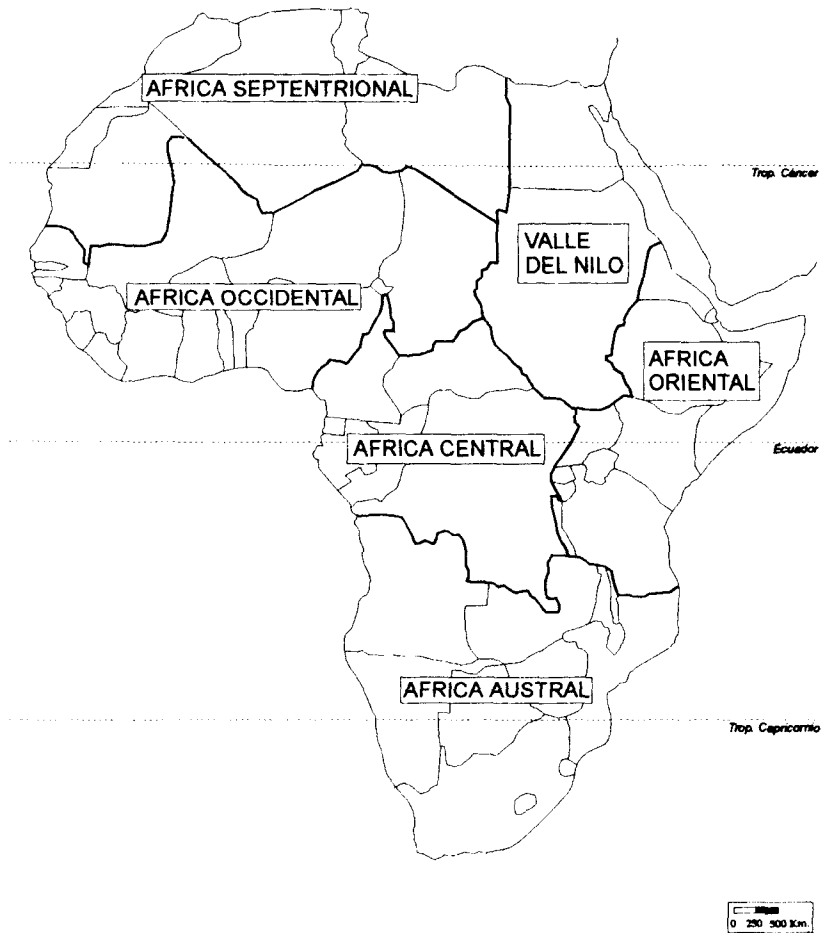 AFRICA SEPTENTRIONAL
Trop. Cáncer
VALLE
DEL NILO
AFRICA OCCIDENTAL
AFRICA
ORIENTAL
AFRICA CENTRAL
Ecuador
AFRICA AUSTRAL
Trop. Capricornio
0 250 500 Km.